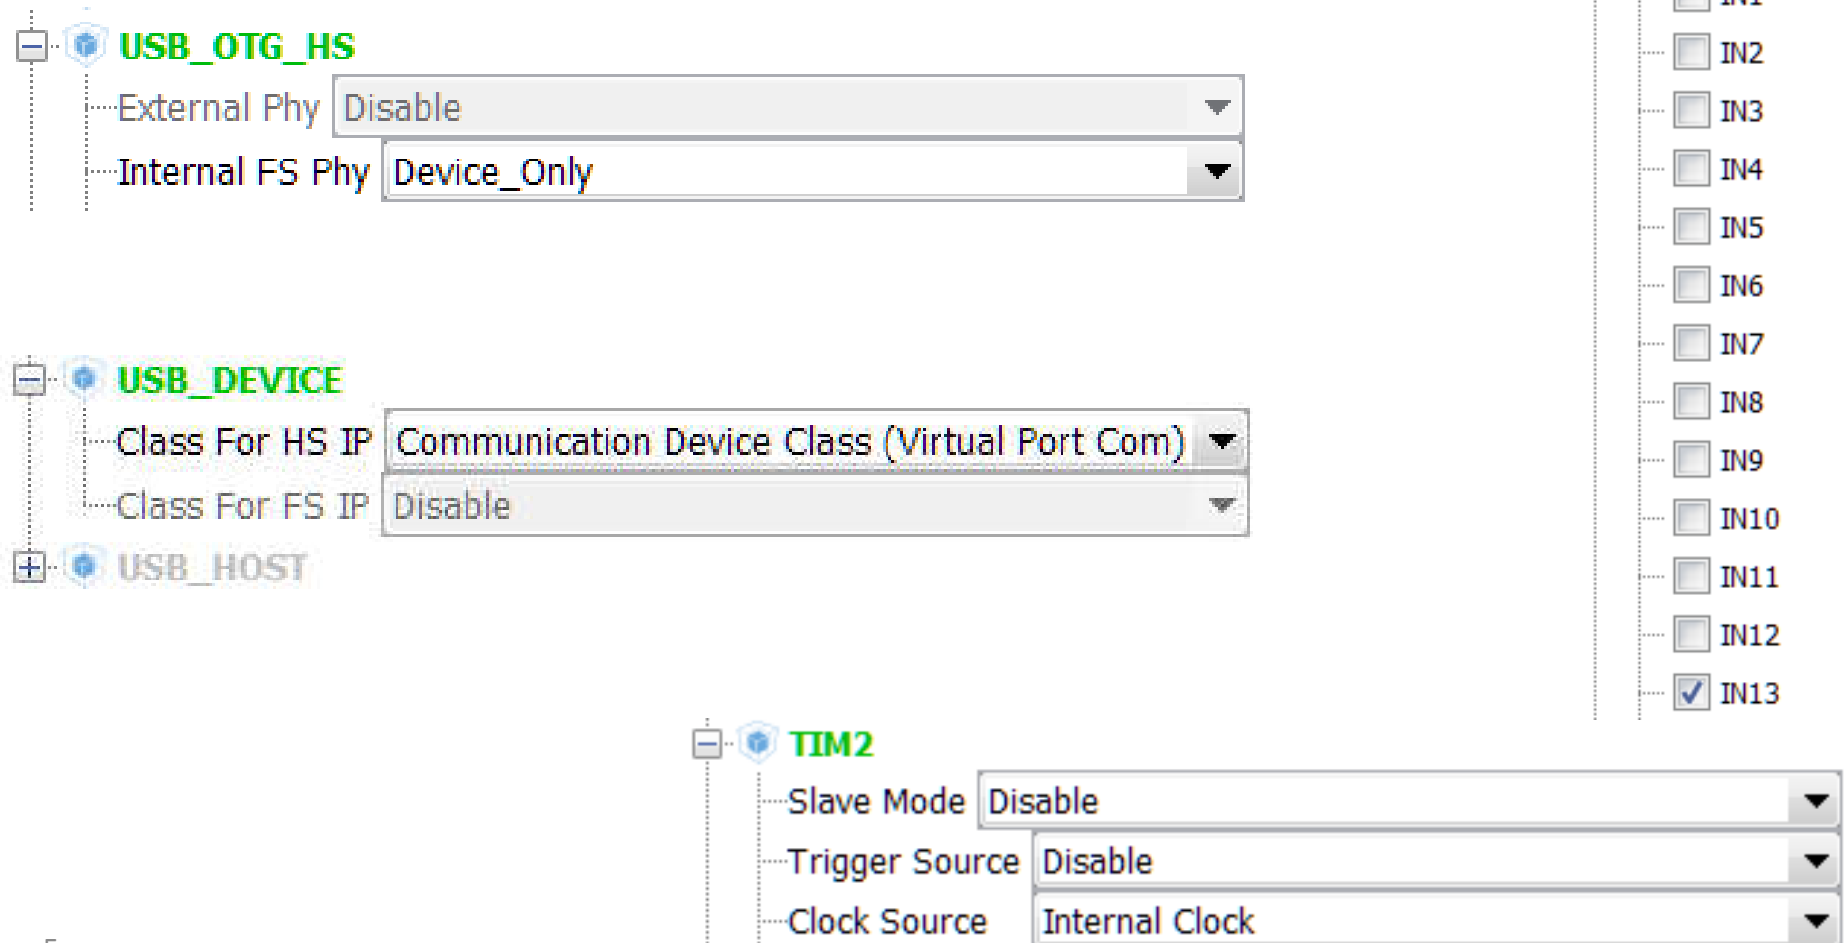 USB_OTG_HS
External Phy Disable
Internal FS Phy Device_Only
USB_DEVICE
Class For HS IP Communication Device Class (Virtual Port Com)
Class For FS IP Disable
USB_HOST
IN1
IN2
IN3
IN4
IN5
IN6
IN7
IN8
IN9
IN10
IN11
IN12
IN13
TIM2
Slave Mode Disable
Trigger Source Disable
Clock Source Internal Clock